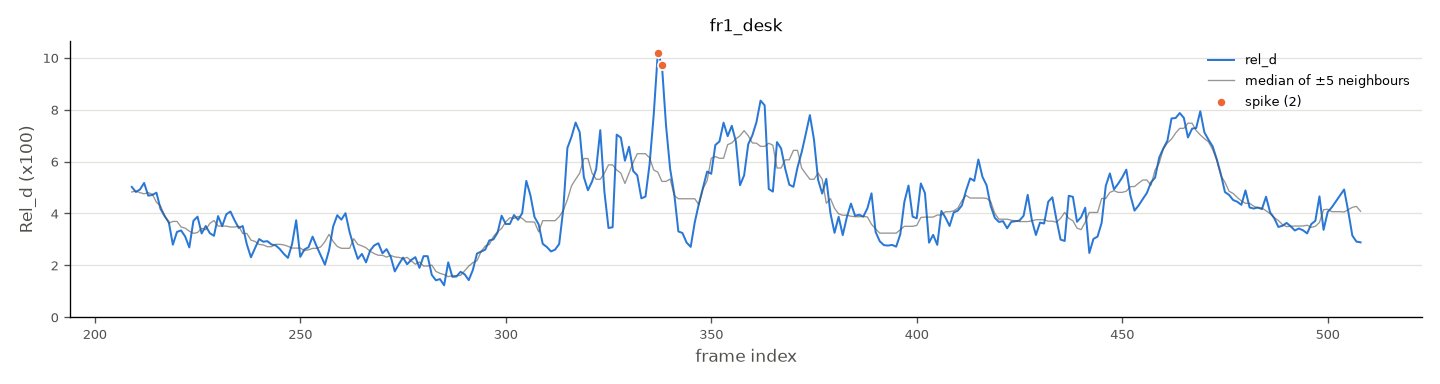 fr1_desk
Rel_d (x100)
10
8
6
4
2
0
rel_d
median of ±5 neighbours
spike (2)
200 250 300 350 400 450 500
frame index